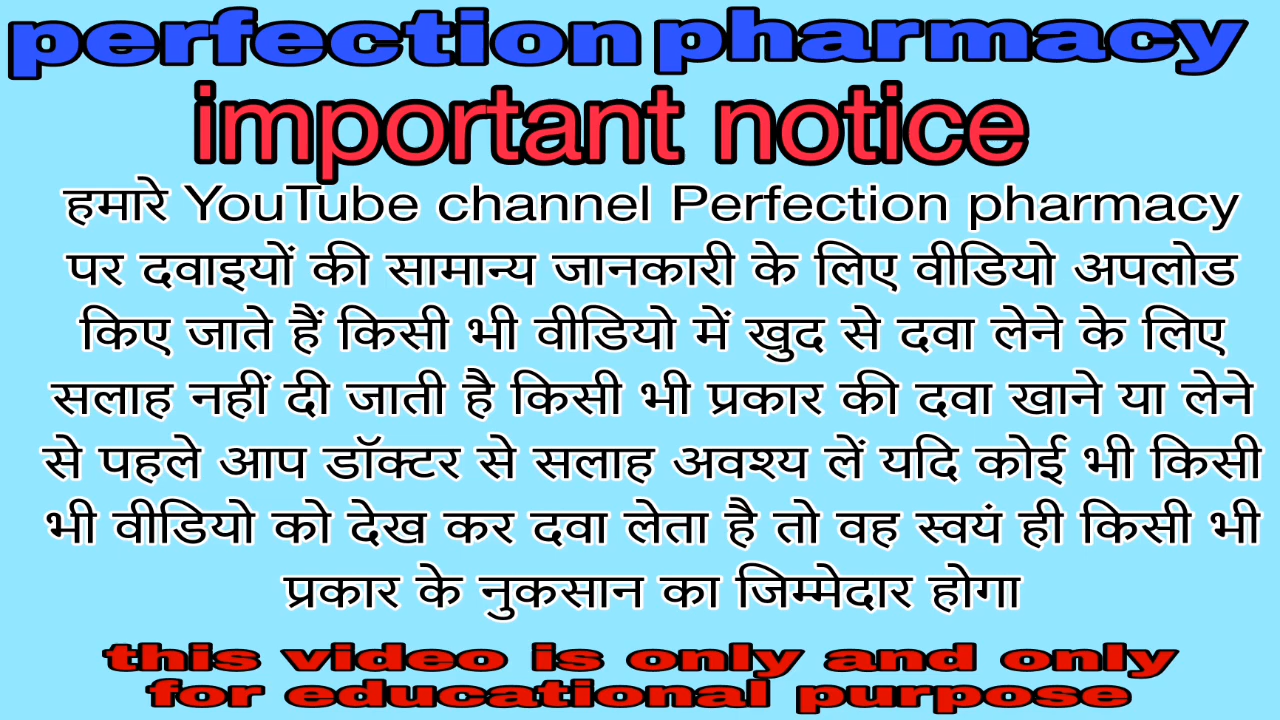 perfection pharmacy
important notice
हमारे YouTube channel Perfection pharmacy
पर दवाइयों की सामान्य जानकारी के लिए वीडियो अपलोड
किए जाते हैं किसी भी वीडियो में खुद से दवा लेने के लिए
सलाह नहीं दी जाती है किसी भी प्रकार की दवा खाने या लेने
से पहले आप डॉक्टर से सलाह अवश्य लें यदि कोई भी किसी
भी वीडियो को देख कर दवा लेता है तो वह स्वयं ही किसी भी
प्रकार के नुकसान का जिम्मेदार होगा
this video is only and only
for educational purpose